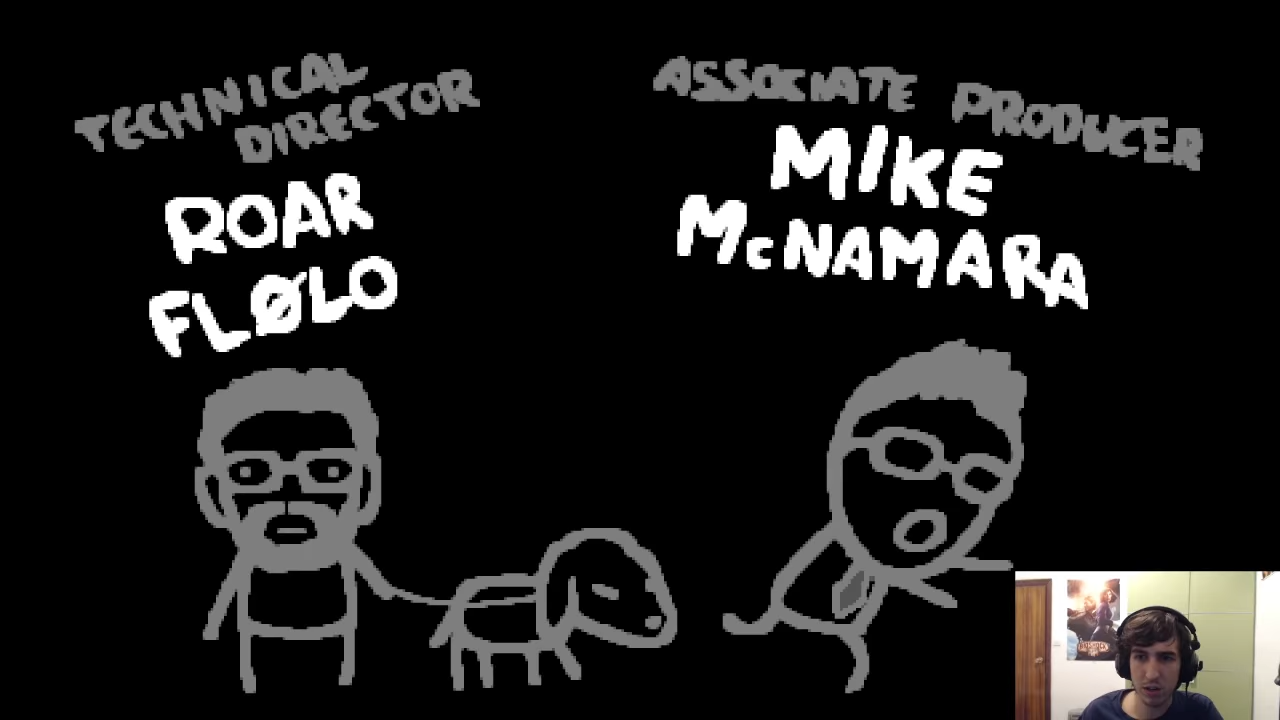 TECHNICAL
DIRECTOR
ROAR
FLØLO
ASSOCIATE PRODUCER
MIKE
McNAMARA